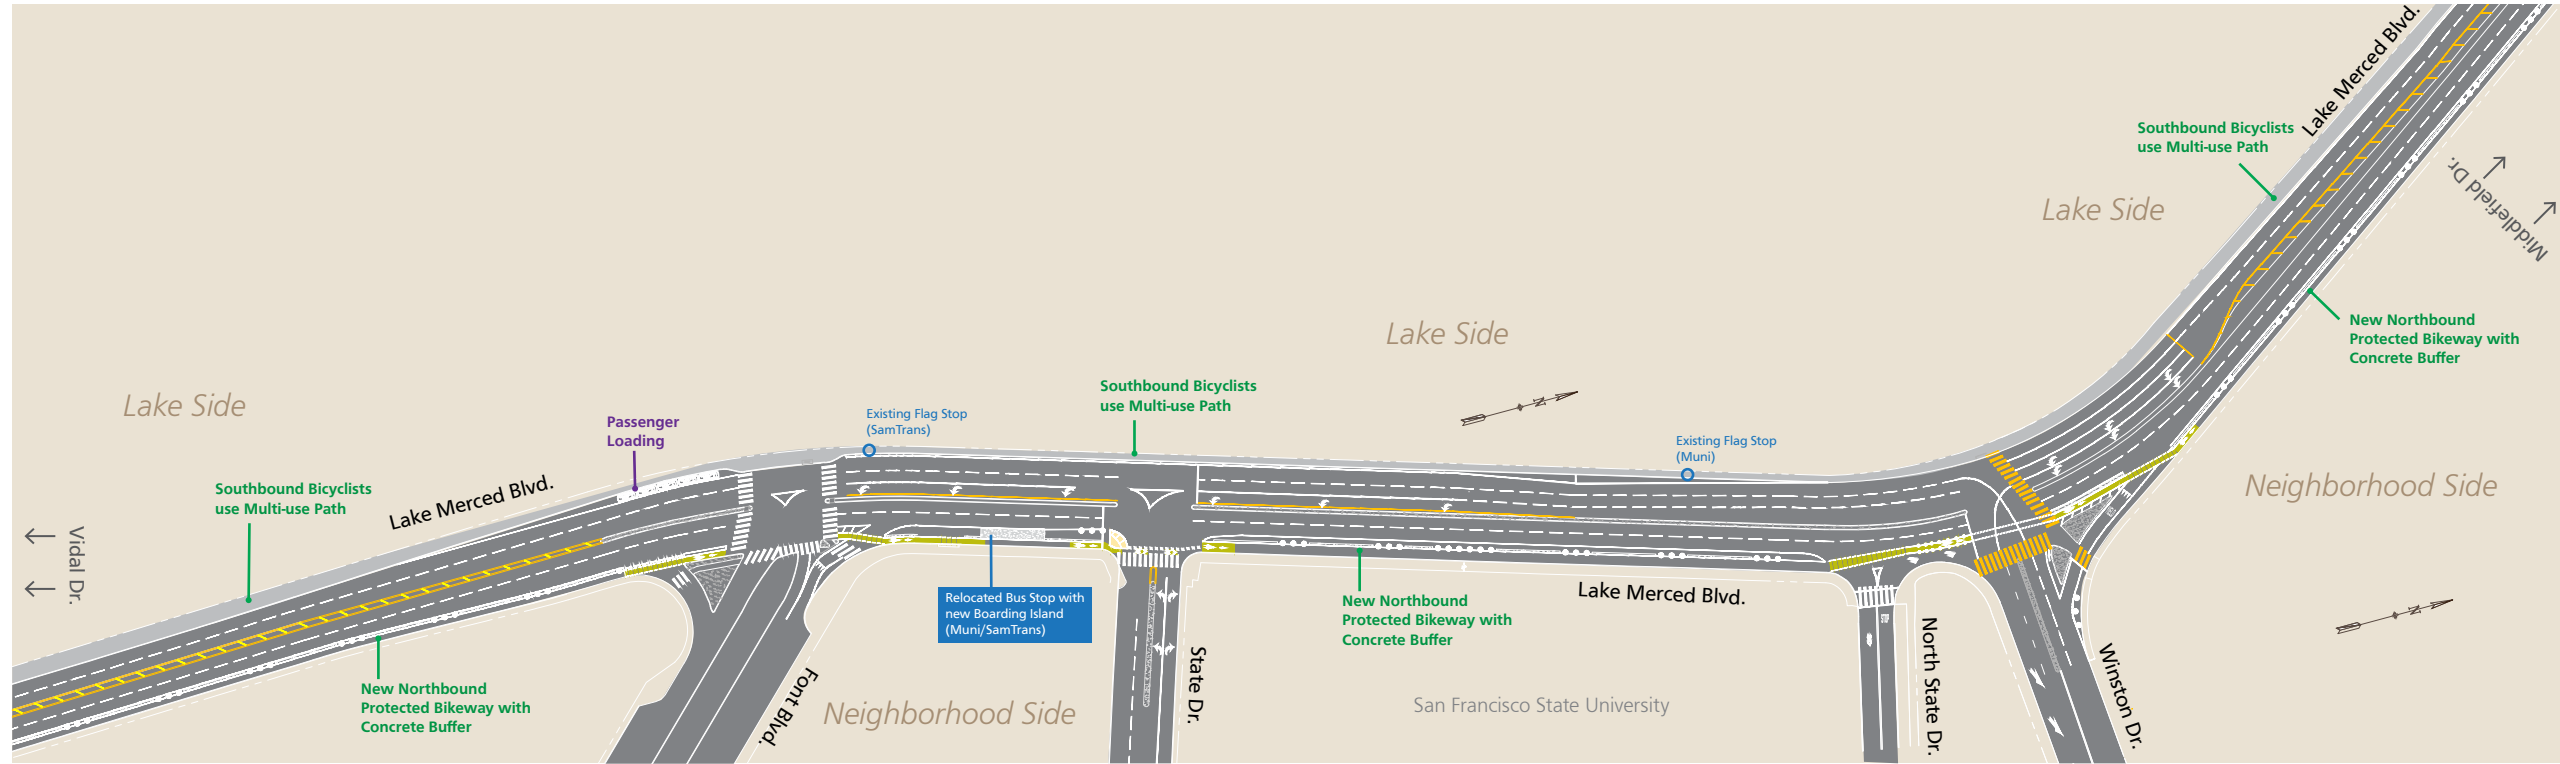 Lake Merced Blvd.
Southbound Bicyclists
use Multi-use Path
Middlefield Dr.
Lake Side
New Northbound
Protected Bikeway with
Concrete Buffer
Lake Side
Southbound Bicyclists
use Multi-use Path
Lake Side
Passenger
Loading
Existing Flag Stop
(SamTrans)
Existing Flag Stop
(Muni)
N
Neighborhood Side
Southbound Bicyclists
use Multi-use Path
Lake Merced Blvd.
Vidal Dr.
Relocated Bus Stop with
new Boarding Island
(Muni/SamTrans)
New Northbound
Protected Bikeway with
Concrete Buffer
Lake Merced Blvd.
N
New Northbound
Protected Bikeway with
Concrete Buffer
Font Blvd.
Neighborhood Side
State Dr.
San Francisco State University
North State Dr.
Winston Dr.